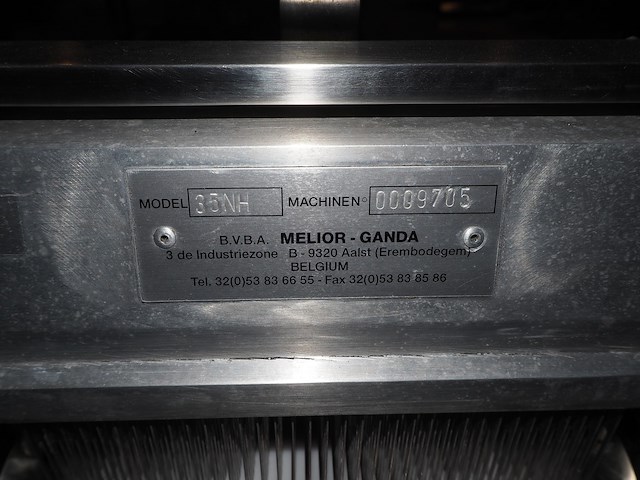 MODEL 35NH MACHINEN° 0009705
B.V.B.A. MELIOR - GANDA
3 de Industriezone B - 9320 Aalst (Erembodegem)
BELGIUM
Tel. 32(0)53 83 66 55 - Fax 32(0)53 83 85 86